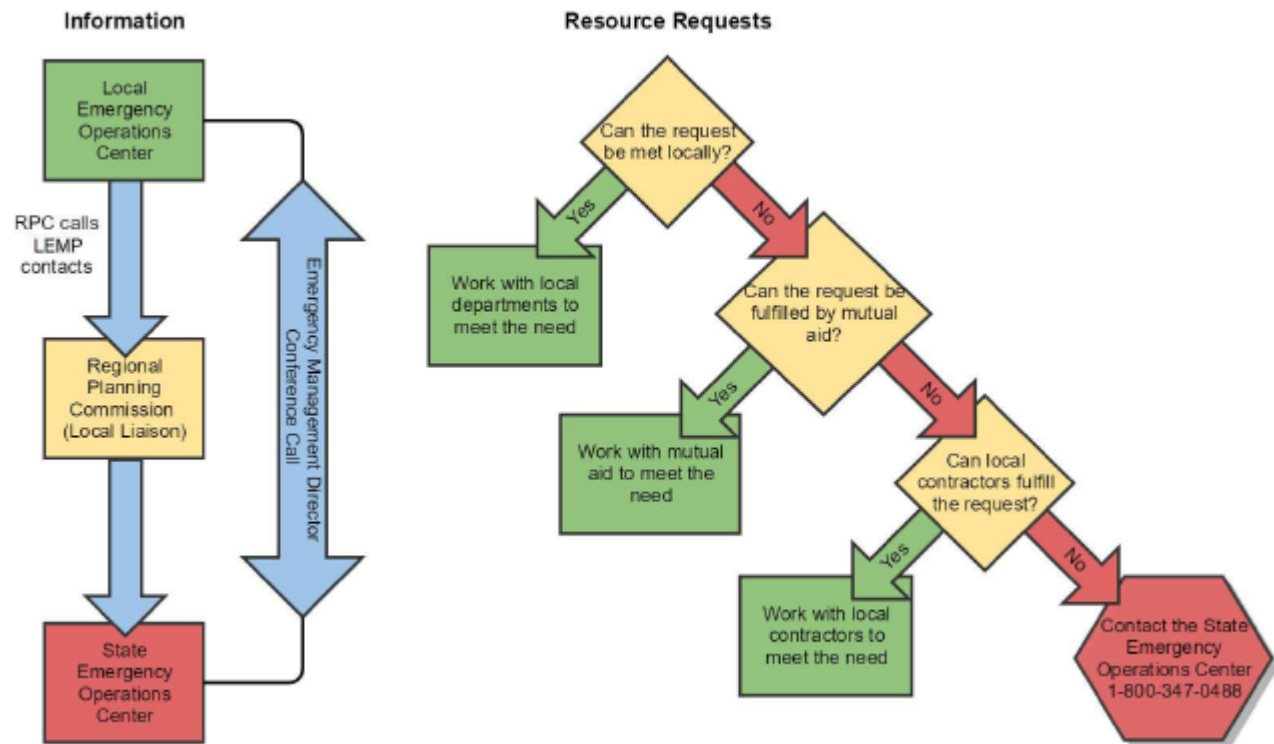 Information
Local
Emergency
Operations
Center
RPC calls
LEMP
contacts
Regional
Planning
Commission
(Local Liaison)
State
Emergency
Operations
Center
Emergency Management Director
Conference Call
Resource Requests
Can the request
be met locally?
Yes
No
Work with local
departments to
meet the need
Can the request be
fulfilled by mutual
aid?
Yes
No
Work with mutual
aid to meet the
need
Can local
contractors fulfill
the request?
Yes
No
Work with local
contractors to
meet the need
Contact the State
Emergency
Operations Center
1-800-347-0488